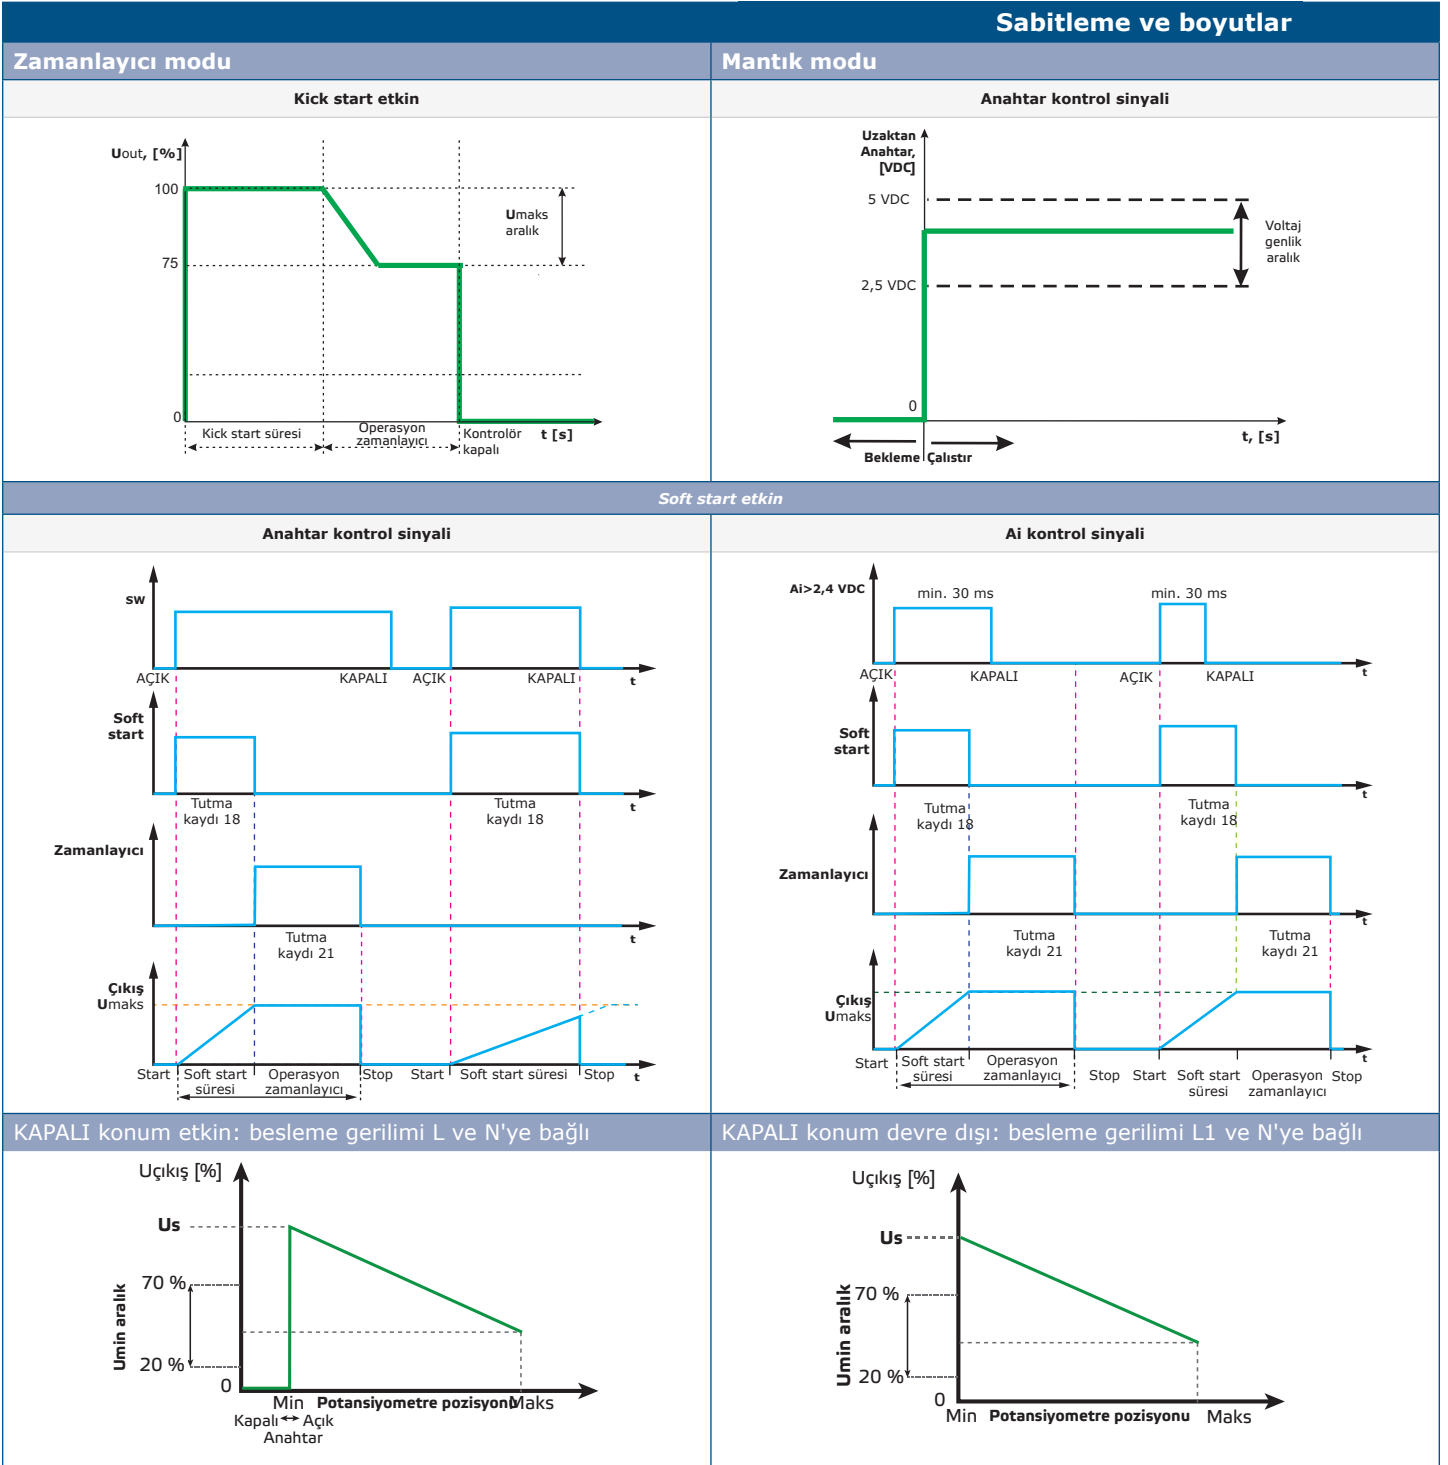 Sabitleme ve boyutlar
Zamanlayıcı modu
Mantık modu
Kick start etkin
Anahtar kontrol sinyali
Uout, [%]
100
75
0
Umaks
aralık
Kick start süresi
Operasyon
zamanlayıcı
Kontrolör
kapalı
t [s]
Uzaktan
Anahtar,
[VDC]
5 VDC
2,5 VDC
0
Voltaj
genlik
aralık
t, [s]
Bekleme
Çalıstır
Soft start etkin
Anahtar kontrol sinyali
Ai kontrol sinyali
SW
AÇIK
KAPALI
AÇIK
KAPALI
t
Soft
start
Tutma
kaydı 18
Tutma
kaydı 18
t
Zamanlayıcı
Tutma
kaydı 21
t
Çıkış
Umaks
Start
Soft start
süresi
Operasyon
zamanlayıcı
Stop
Start
Soft start süresi
Stop
t
Ai>2,4 VDC
min. 30 ms
min. 30 ms
AÇIK
KAPALI
AÇIK
KAPALI
t
Soft
start
Tutma
kaydı 18
Tutma
kaydı 18
t
Zamanlayıcı
Tutma
kaydı 21
Tutma
kaydı 21
t
Çıkış
Umaks
Start
Soft start
süresi
Operasyon
zamanlayıcı
Stop
Start
Soft start
süresi
Operasyon
zamanlayıcı
Stop
t
KAPALI konum etkin: besleme gerilimi L ve N'ye bağlı
KAPALI konum devre dışı: besleme gerilimi L1 ve N'ye bağlı
Uçıkış [%]
Us
70 %
20 %
0
Umin aralık
Min
Potansiyometre pozisyonu
Maks
Kapalı
Açık
Anahtar
Uçıkış [%]
Us
70 %
20 %
0
Umin aralık
Min
Potansiyometre pozisyonu
Maks